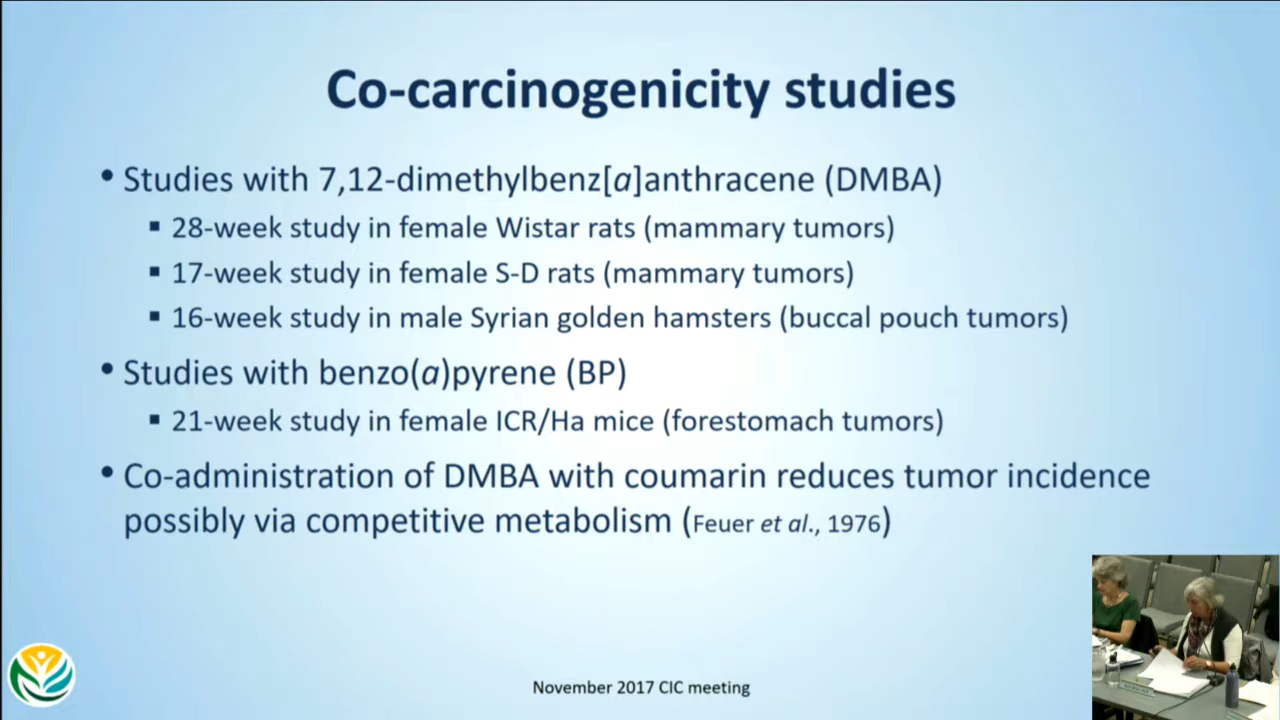 Co-carcinogenicity studies
• Studies with 7,12-dimethylbenz[a]anthracene (DMBA)
▪ 28-week study in female Wistar rats (mammary tumors)
▪ 17-week study in female S-D rats (mammary tumors)
▪ 16-week study in male Syrian golden hamsters (buccal pouch tumors)
• Studies with benzo(a)pyrene (BP)
▪ 21-week study in female ICR/Ha mice (forestomach tumors)
• Co-administration of DMBA with coumarin reduces tumor incidence
possibly via competitive metabolism (Feuer et al., 1976)
November 2017 CIC meeting